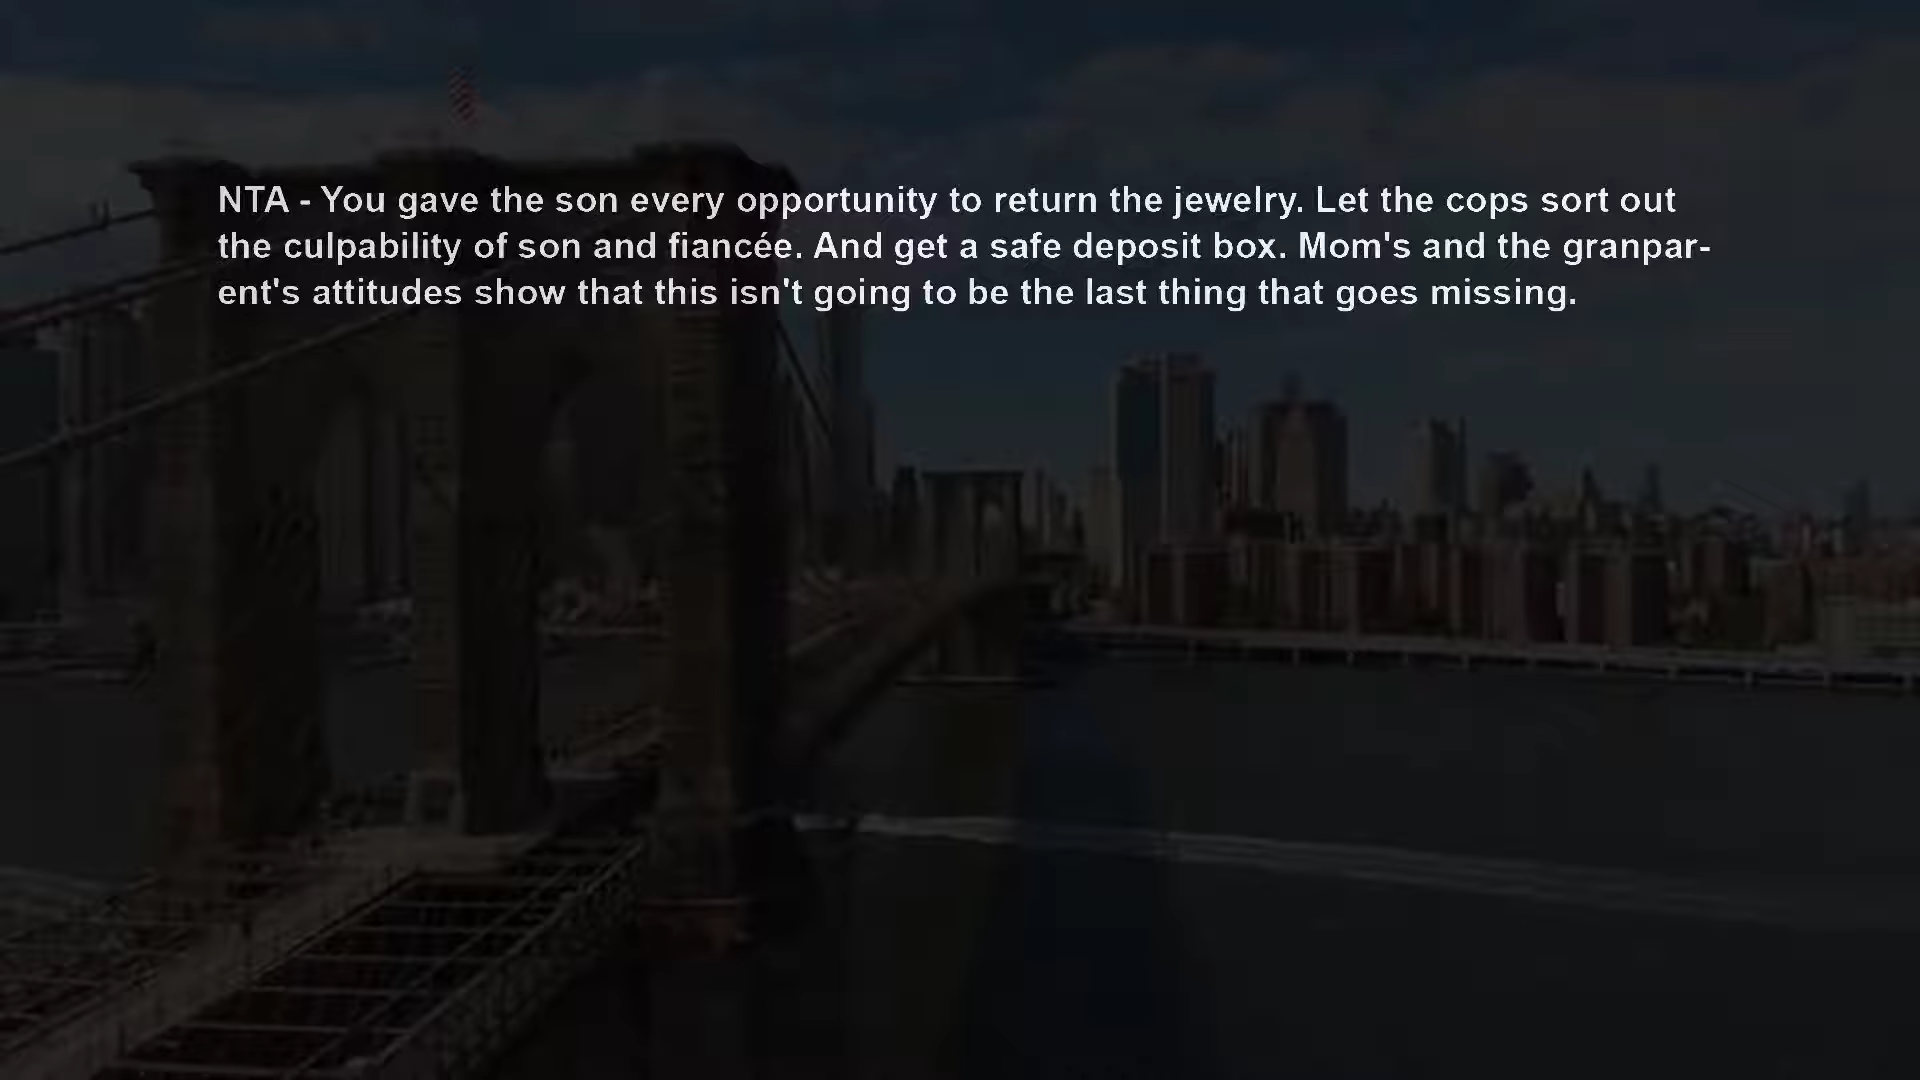 NTA - You gave the son every opportunity to return the jewelry. Let the cops sort out
the culpability of son and fiancée. And get a safe deposit box. Mom's and the granpar-
ent's attitudes show that this isn't going to be the last thing that goes missing.